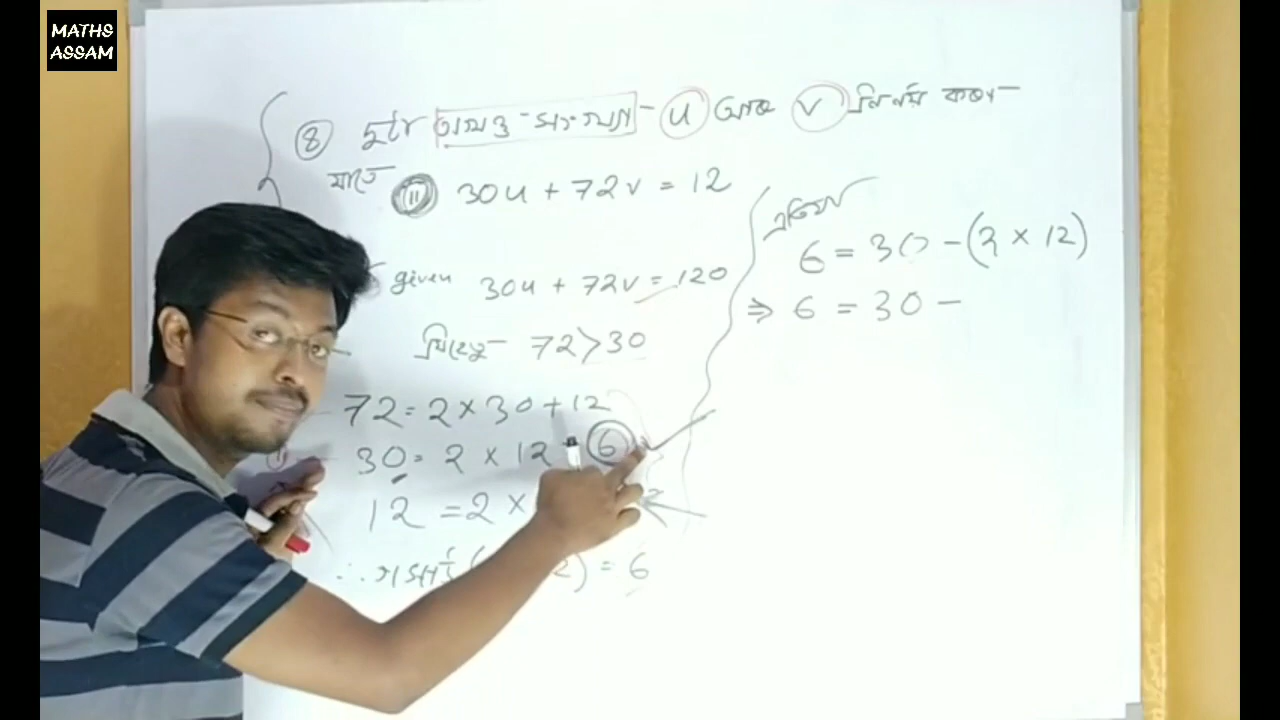 MATHS
ASSAM
8 দুটা অখণ্ড সংখ্যা u আৰু v নিৰ্ণয় কৰা
যাতে (ii) 30u + 72v = 12
given 30u + 72v = 120
যিহেতু 72 > 30
72 = 2 × 30 + 12
30 = 2 × 12 + 6
12 = 2 ×
∴ গ.সা.উ ( 2) = 6
এতিয়া
6 = 30 - (2 × 12)
⇒ 6 = 30 -